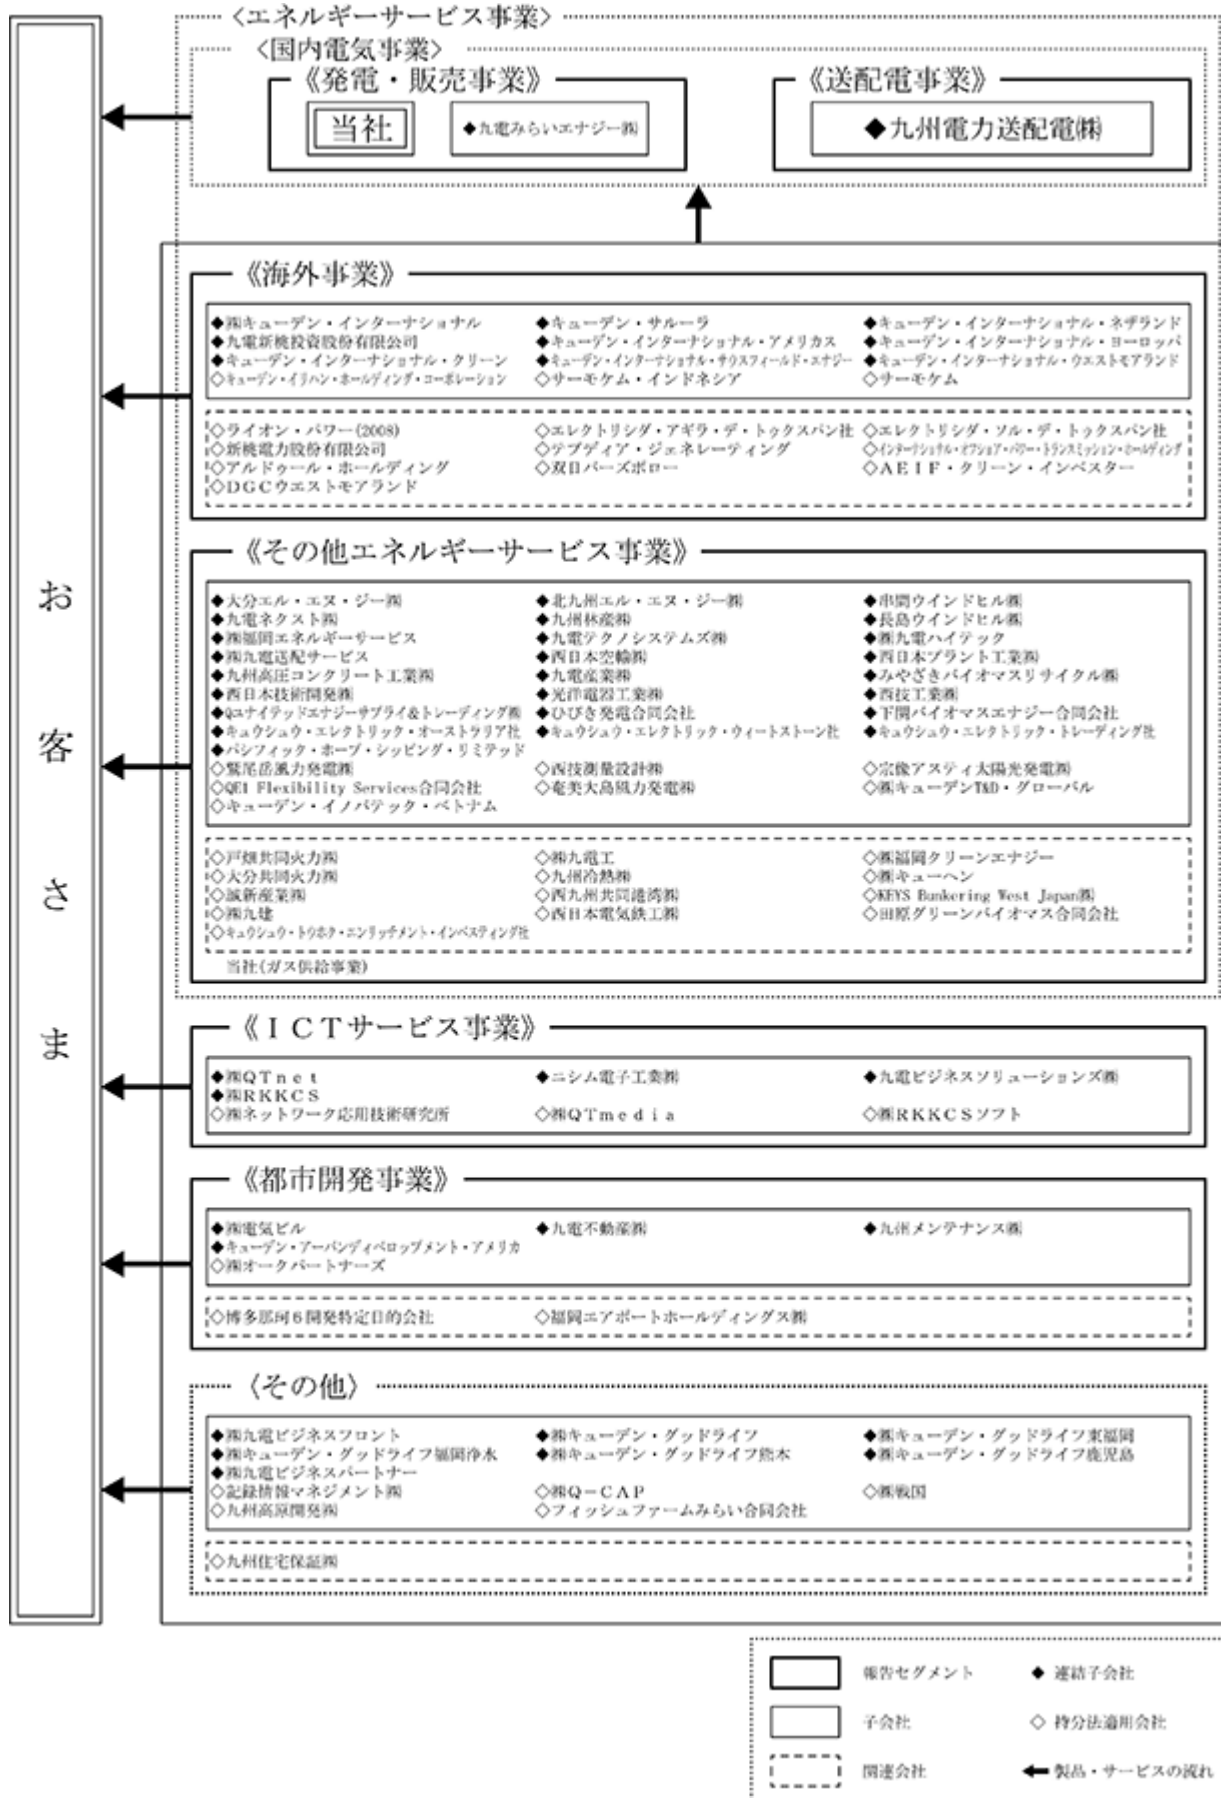 〈エネルギーサービス事業〉
〈国内電気事業〉
《発電・販売事業》
《送配電事業》
当社
◆九電みらいエナジー㈱
◆九州電力送配電㈱
お客さま
《海外事業》
◆㈱キューデン・インターナショナル ◆キューデン・サルーラ ◆キューデン・インターナショナル・ネザランド
◆九電新桃投資股份有限公司 ◆キューデン・インターナショナル・アメリカス ◆キューデン・インターナショナル・ヨーロッパ
◆キューデン・インターナショナル・クリーン ◆キューデン・インターナショナル・サウスフィールド・エナジー ◆キューデン・インターナショナル・ウエストモアランド
◇キューデン・イリハン・ホールディング・コーポレーション ◇サーモケム・インドネシア ◇サーモケム
◇ライオン・パワー(2008) ◇エレクトリシダ・アギラ・デ・トゥクスパン社 ◇エレクトリシダ・ソル・デ・トゥクスパン社
◇新桃電力股份有限公司 ◇テプディア・ジェネレーティング ◇インターナショナル・オフショア・パワー・トランスミッション・ホールディング
◇アルドゥール・ホールディング ◇双日バーズボロー ◇AEIF・クリーン・インベスター
◇DGCウエストモアランド
《その他エネルギーサービス事業》
◆大分エル・エヌ・ジー㈱ ◆北九州エル・エヌ・ジー㈱ ◆串間ウインドヒル㈱
◆九電ネクスト㈱ ◆九州林産㈱ ◆長島ウインドヒル㈱
◆㈱福岡エネルギーサービス ◆九電テクノシステムズ㈱ ◆㈱九電ハイテック
◆㈱九電送配サービス ◆西日本空輸㈱ ◆西日本プラント工業㈱
◆九州高圧コンクリート工業㈱ ◆九電産業㈱ ◆みやざきバイオマスリサイクル㈱
◆西日本技術開発㈱ ◆光洋電器工業㈱ ◆西技工業㈱
◆Qユナイテッドエナジーサプライ&トレーディング㈱ ◆ひびき発電合同会社 ◆下関バイオマスエナジー合同会社
◆キュウシュウ・エレクトリック・オーストラリア社 ◆キュウシュウ・エレクトリック・ウィートストーン社 ◆キュウシュウ・エレクトリック・トレーディング社
◆パシフィック・ホープ・シッピング・リミテッド
◇鷲尾岳風力発電㈱ ◇西技測量設計㈱ ◇宗像アスティ太陽光発電㈱
◇QE1 Flexibility Services合同会社 ◇奄美大島風力発電㈱ ◇㈱キューデンT&D・グローバル
◇キューデン・イノバテック・ベトナム
◇戸畑共同火力㈱ ◇㈱九電工 ◇㈱福岡クリーンエナジー
◇大分共同火力㈱ ◇九州冷熱㈱ ◇㈱キューヘン
◇誠新産業㈱ ◇西九州共同港湾㈱ ◇KEYS Bunkering West Japan㈱
◇㈱九建 ◇西日本電気鉄工㈱ ◇田原グリーンバイオマス合同会社
◇キュウシュウ・トウホク・エンリッチメント・インベスティング社
当社(ガス供給事業)
《ICTサービス事業》
◆㈱QTnet ◆ニシム電子工業㈱ ◆九電ビジネスソリューションズ㈱
◆㈱RKKCS
◇㈱ネットワーク応用技術研究所 ◇㈱QTmedia ◇㈱RKKCSソフト
《都市開発事業》
◆㈱電気ビル ◆九電不動産㈱ ◆九州メンテナンス㈱
◆キューデン・アーバンディベロップメント・アメリカ
◇㈱オークパートナーズ
◇博多那珂6開発特定目的会社 ◇福岡エアポートホールディングス㈱
〈その他〉
◆㈱九電ビジネスフロント ◆㈱キューデン・グッドライフ ◆㈱キューデン・グッドライフ東福岡
◆㈱キューデン・グッドライフ福岡浄水 ◆㈱キューデン・グッドライフ熊本 ◆㈱キューデン・グッドライフ鹿児島
◆㈱九電ビジネスパートナー
◇記録情報マネジメント㈱ ◇㈱Q－CAP ◇㈱戦国
◇九州高原開発㈱ ◇フィッシュファームみらい合同会社
◇九州住宅保証㈱
報告セグメント ◆ 連結子会社
子会社 ◇ 持分法適用会社
関連会社 製品・サービスの流れ